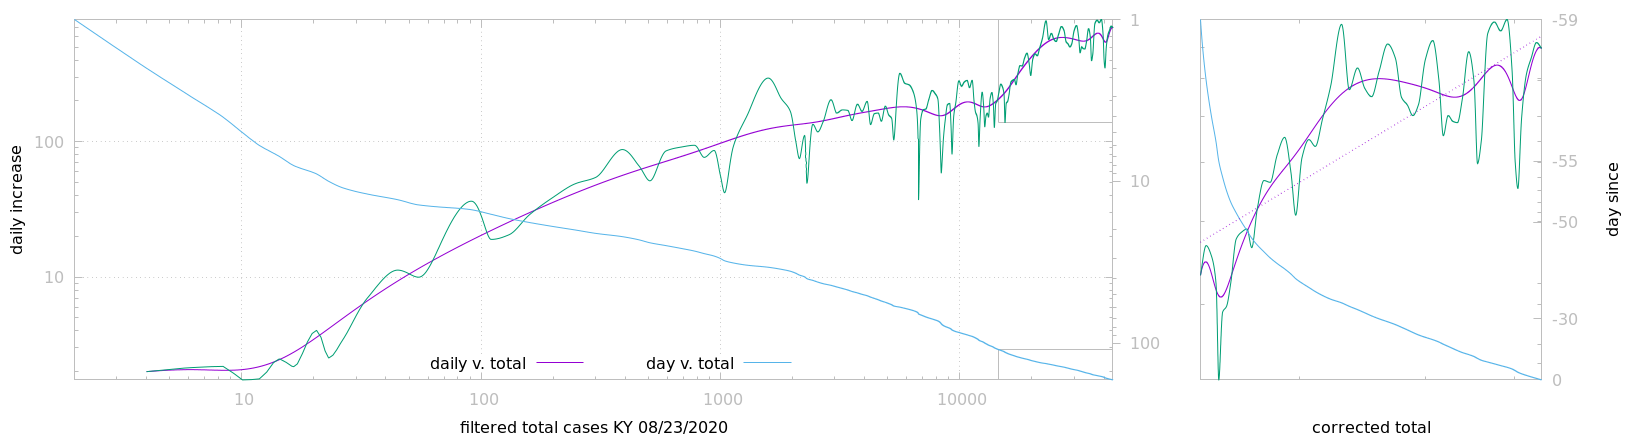 1
-59
100
daily increase
10
-55
-50
day since
10
-30
100
daily v. total
day v. total
0
10
100
1000
10000
filtered total cases KY 08/23/2020
corrected total